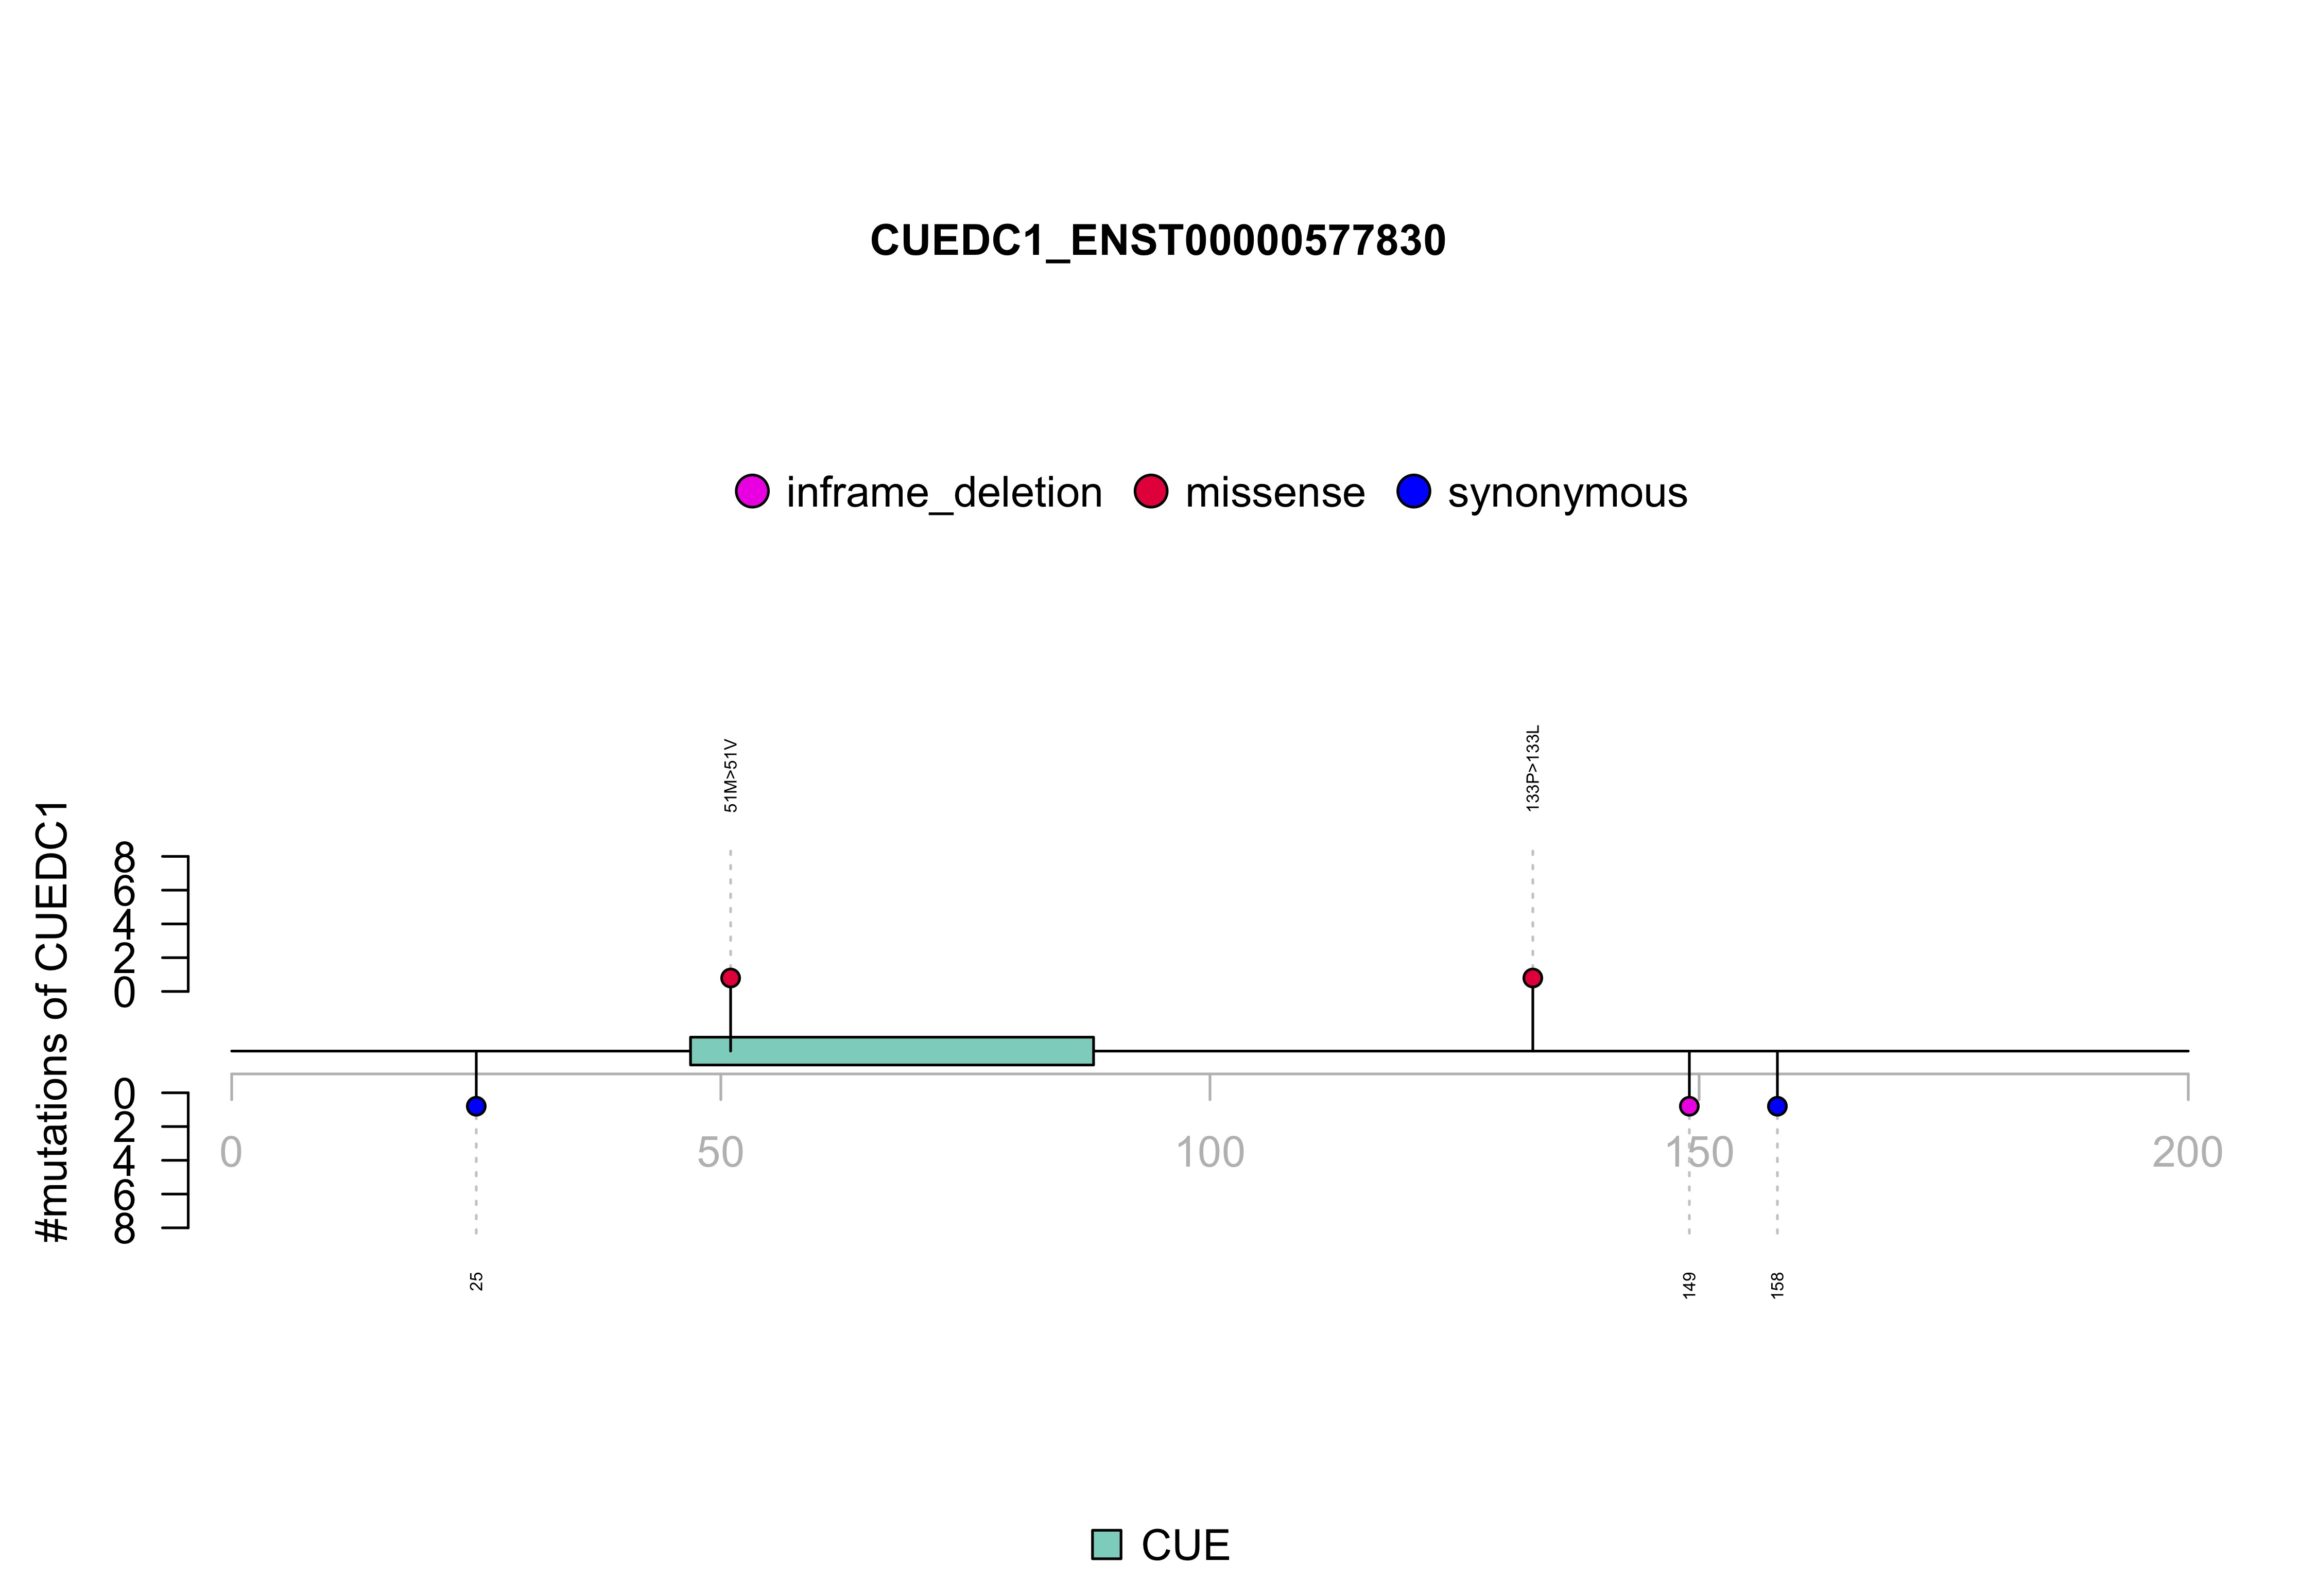 CUEDC1_ENST00000577830
inframe_deletion missense synonymous
51M>51V
133P>133L
#mutations of CUEDC1
8
6
4
2
0
0
2
4
6
8
0 50 100 150 200
25
149
158
CUE